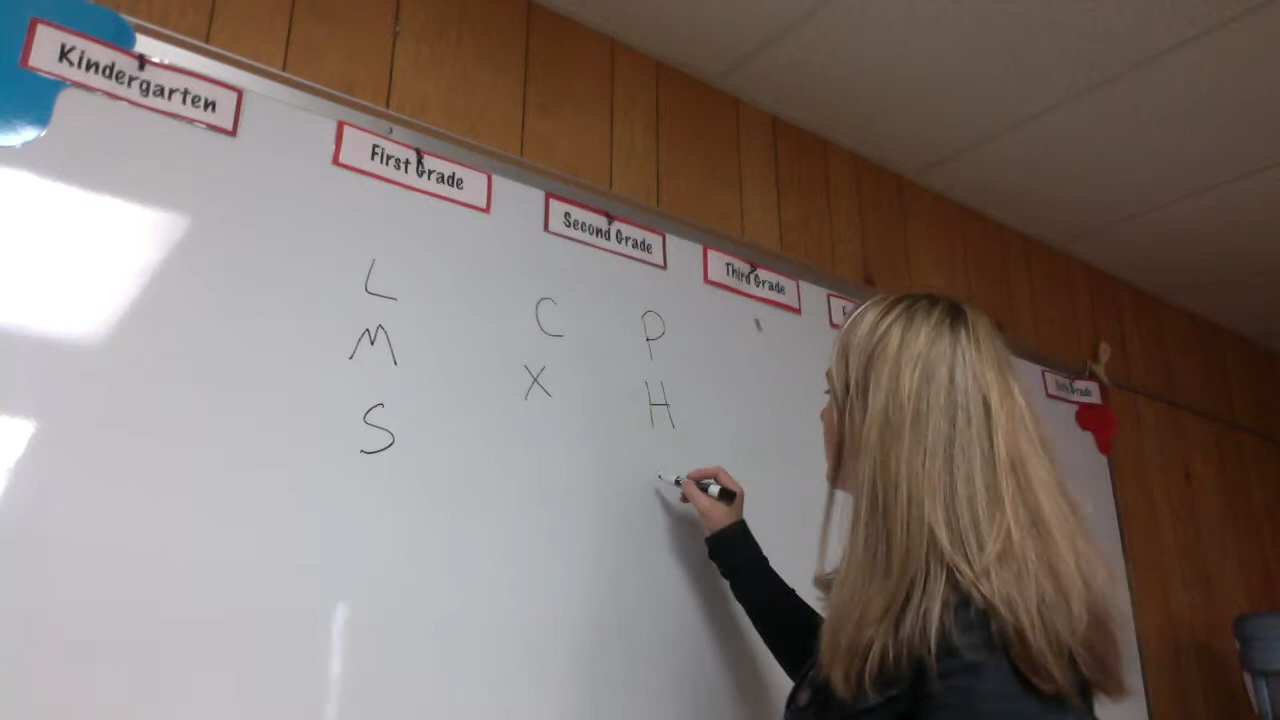 Kindergarten
First Grade
Second Grade
Third Grade
L
M
S
C
X
P
H